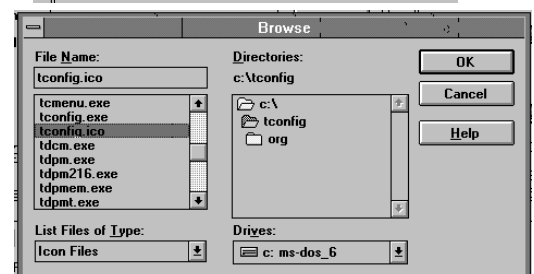 Browse
File Name:
tconfig.ico
tcmenu.exe
tconfig.exe
tconfig.ico
tdcm.exe
tdpm.exe
tdpm216.exe
tdpmem.exe
tdpmt.exe
List Files of Type:
Icon Files
Directories:
c:\tconfig
c:\
tconfig
org
Drives:
c: ms-dos_6
OK
Cancel
Help